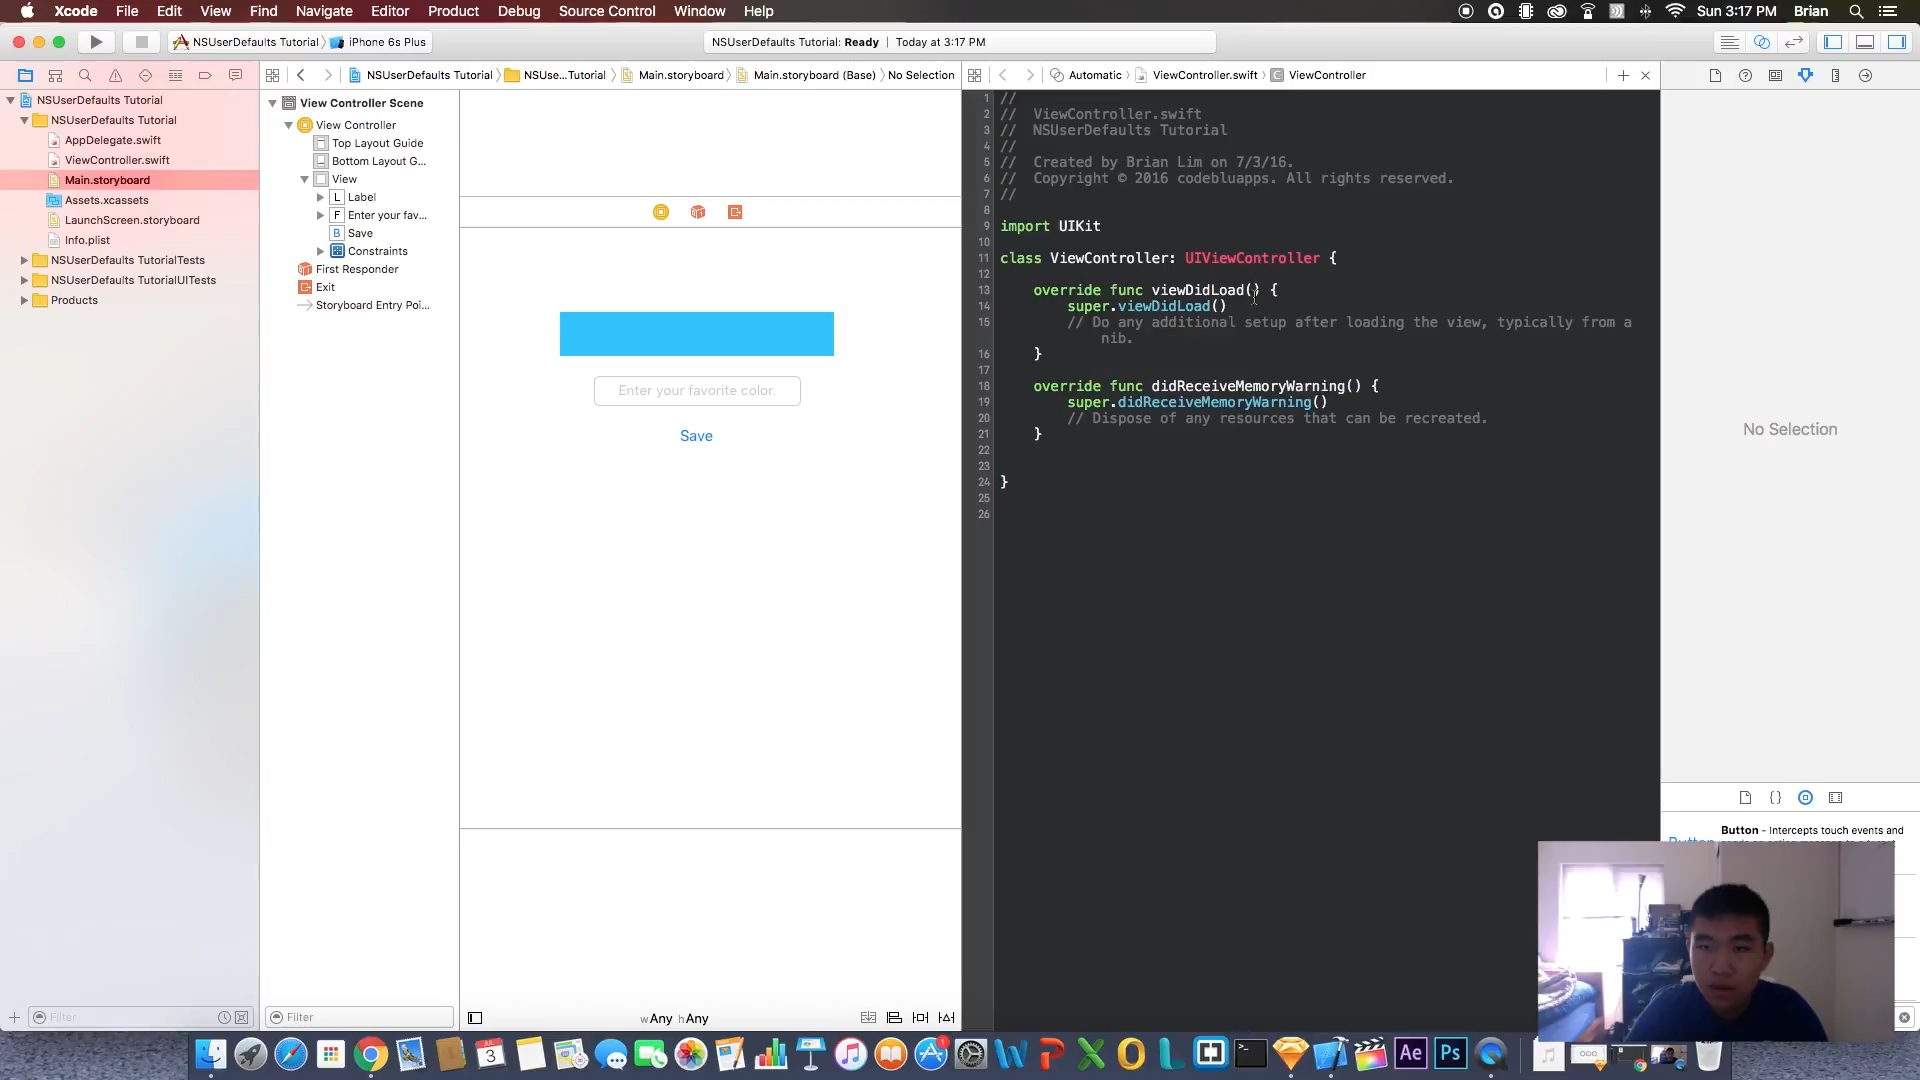 Xcode File Edit View Find Navigate Editor Product Debug Source Control Window Help
Sun 3:17 PM Brian
NSUserDefaults Tutorial iPhone 6s Plus
NSUserDefaults Tutorial: Ready Today at 3:17 PM
NSUserDefaults Tutorial NSUse...Tutorial Main.storyboard Main.storyboard (Base) No Selection
Automatic ViewController.swift ViewController
NSUserDefaults Tutorial
NSUserDefaults Tutorial
AppDelegate.swift
ViewController.swift
Main.storyboard
Assets.xcassets
LaunchScreen.storyboard
Info.plist
NSUserDefaults TutorialTests
NSUserDefaults TutorialUITests
Products
Filter
View Controller Scene
View Controller
Top Layout Guide
Bottom Layout G...
View
L Label
F Enter your fav...
B Save
Constraints
First Responder
Exit
Storyboard Entry Poi...
Filter
Enter your favorite color.
Save
wAny hAny
1 //
2 // ViewController.swift
3 // NSUserDefaults Tutorial
4 //
5 // Created by Brian Lim on 7/3/16.
6 // Copyright © 2016 codeblueapps. All rights reserved.
7 //
8
9 import UIKit
10
11 class ViewController: UIViewController {
12
13 override func viewDidLoad() {
14 super.viewDidLoad()
15 // Do any additional setup after loading the view, typically from a
nib.
16 }
17
18 override func didReceiveMemoryWarning() {
19 super.didReceiveMemoryWarning()
20 // Dispose of any resources that can be recreated.
21 }
22
23
24 }
25
26
No Selection
{}
Button - Intercepts touch events and
JUL
3
W P X O L Ae Ps